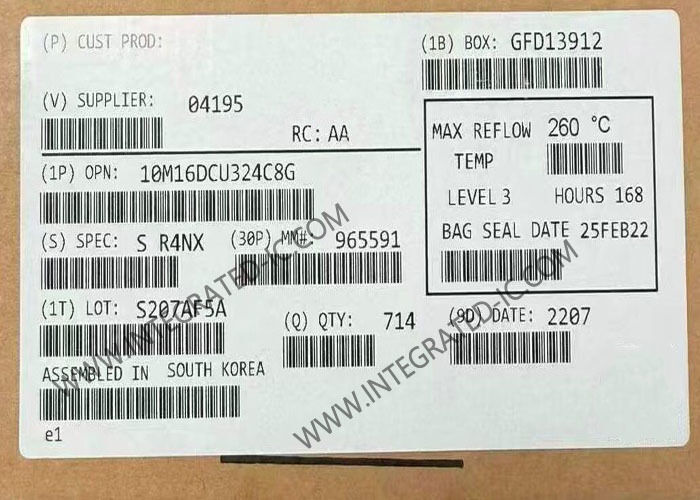 (P) CUST PROD:
(1B) BOX: GFD13912
(V) SUPPLIER: 04195
RC: AA
MAX REFLOW TEMP 260 °C
LEVEL 3 HOURS 168
BAG SEAL DATE 25FEB22
(1P) OPN: 10M16DCU324C8G
(S) SPEC: S R4NX
(30P) MM# 965591
(1T) LOT: S207AF5A
(Q) QTY: 714
(9D) DATE: 2207
ASSEMBLED IN SOUTH KOREA
e1
WWW.INTEGRATED-IC.COM
WWW.INTEGRATED-IC.COM